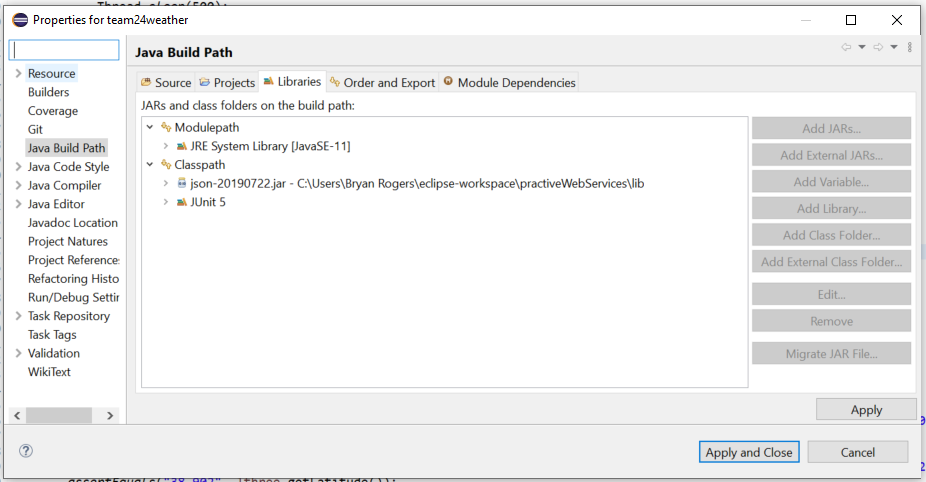 Thread.sleep(500);
Properties for team24weather
Java Build Path
Resource
Builders
Coverage
Git
Java Build Path
Java Code Style
Java Compiler
Java Editor
Javadoc Location
Project Natures
Project References
Refactoring Histo
Run/Debug Settin
Task Repository
Task Tags
Validation
WikiText
Source Projects Libraries Order and Export Module Dependencies
JARs and class folders on the build path:
Modulepath
JRE System Library [JavaSE-11]
Classpath
json-20190722.jar - C:\Users\Bryan Rogers\eclipse-workspace\practiveWebServices\lib
JUnit 5
Add JARs...
Add External JARs...
Add Variable...
Add Library...
Add Class Folder...
Add External Class Folder...
Edit...
Remove
Migrate JAR File...
Apply
Apply and Close Cancel